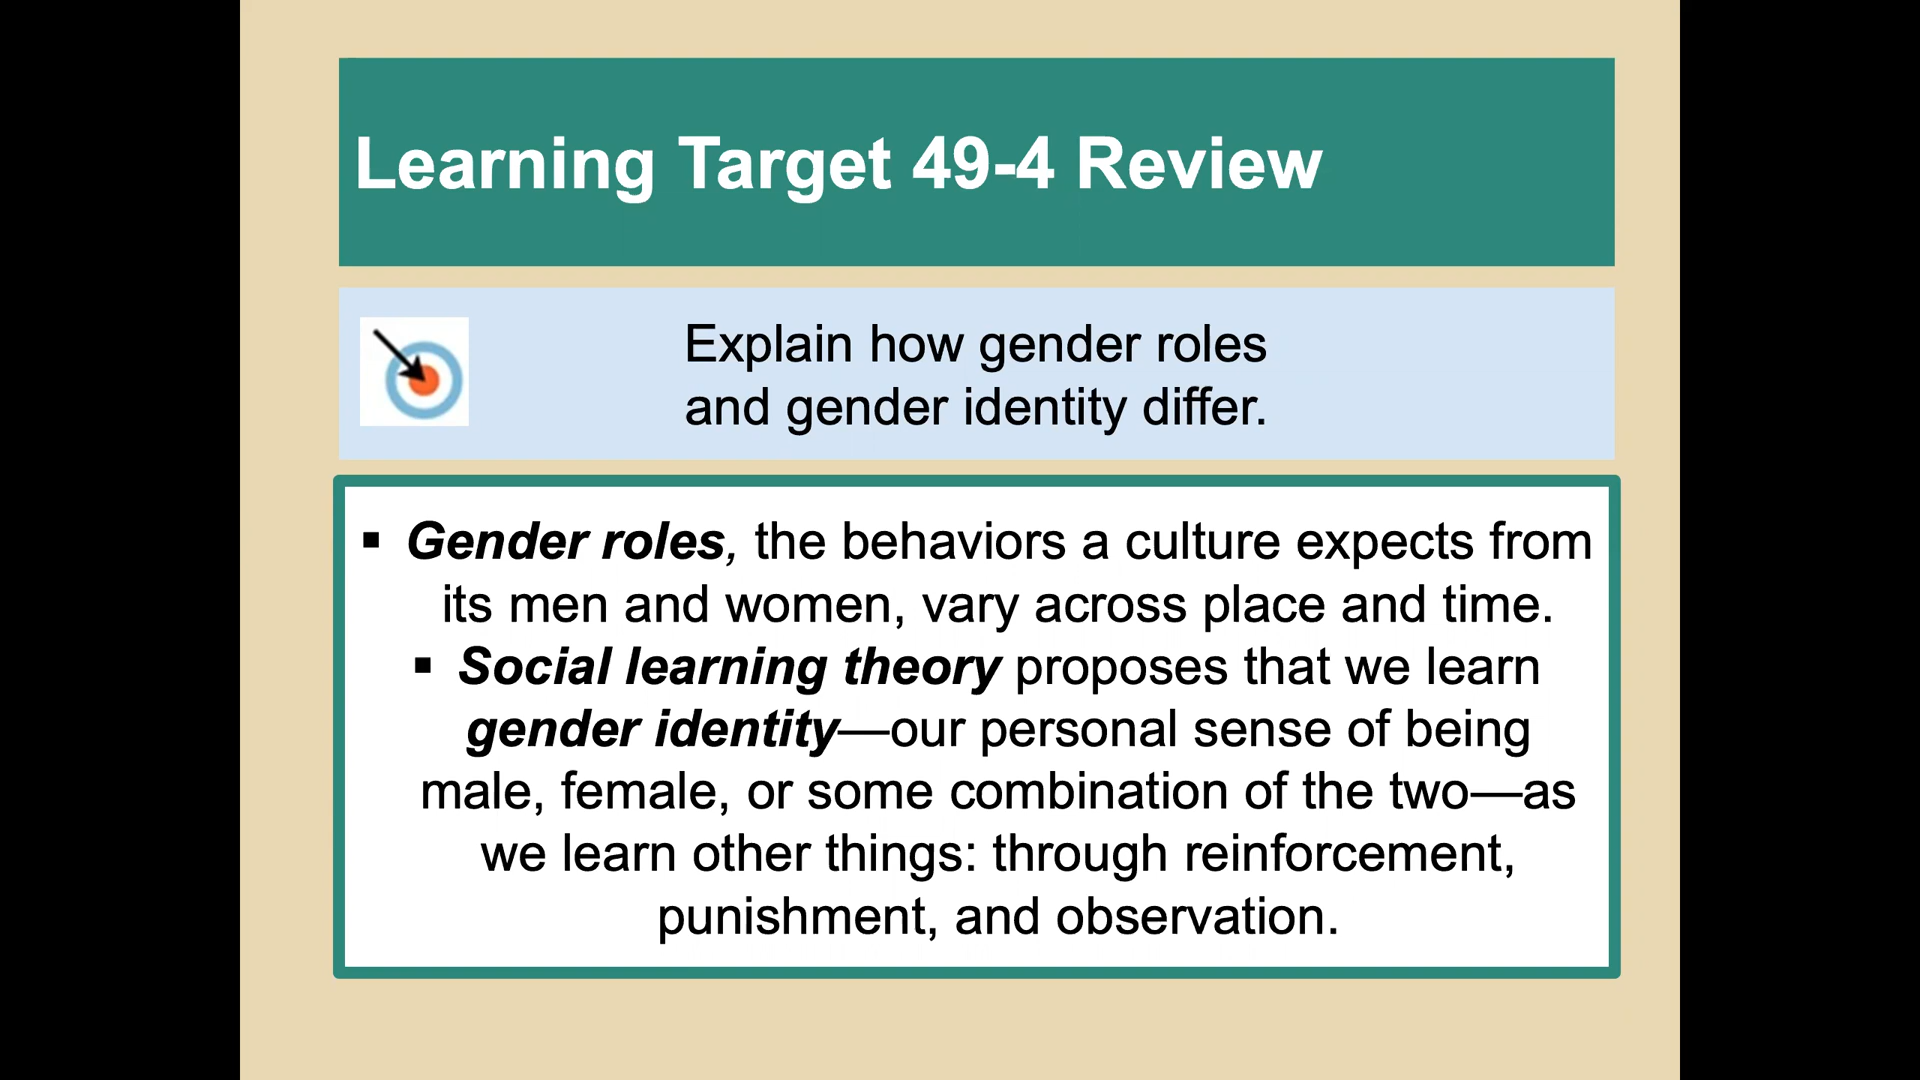 Learning Target 49-4 Review
Explain how gender roles
and gender identity differ.
▪ Gender roles, the behaviors a culture expects from
its men and women, vary across place and time.
▪ Social learning theory proposes that we learn
gender identity—our personal sense of being
male, female, or some combination of the two—as
we learn other things: through reinforcement,
punishment, and observation.